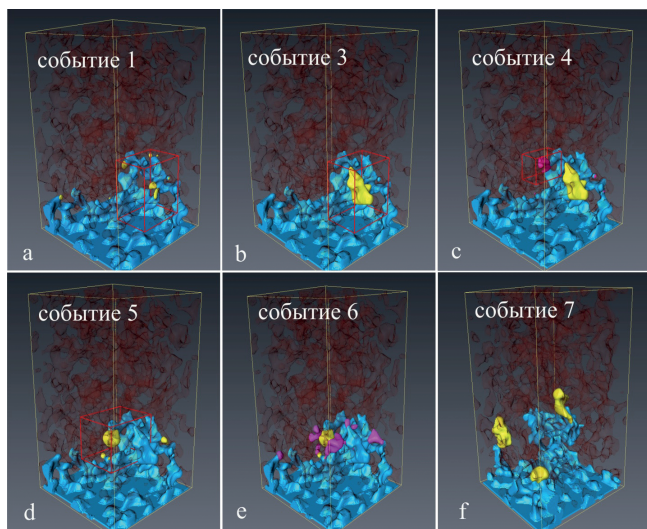 событие 1
a
событие 3
b
событие 4
c
событие 5
d
событие 6
e
событие 7
f